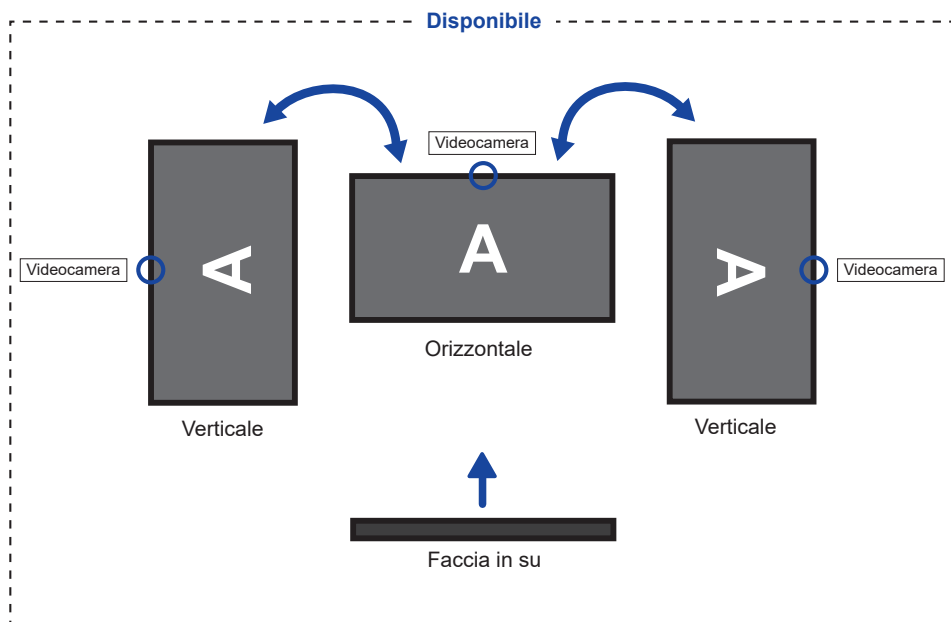 Disponibile
Videocamera
A
Orizzontale
Videocamera
A
Verticale
A
Videocamera
Verticale
Faccia in su